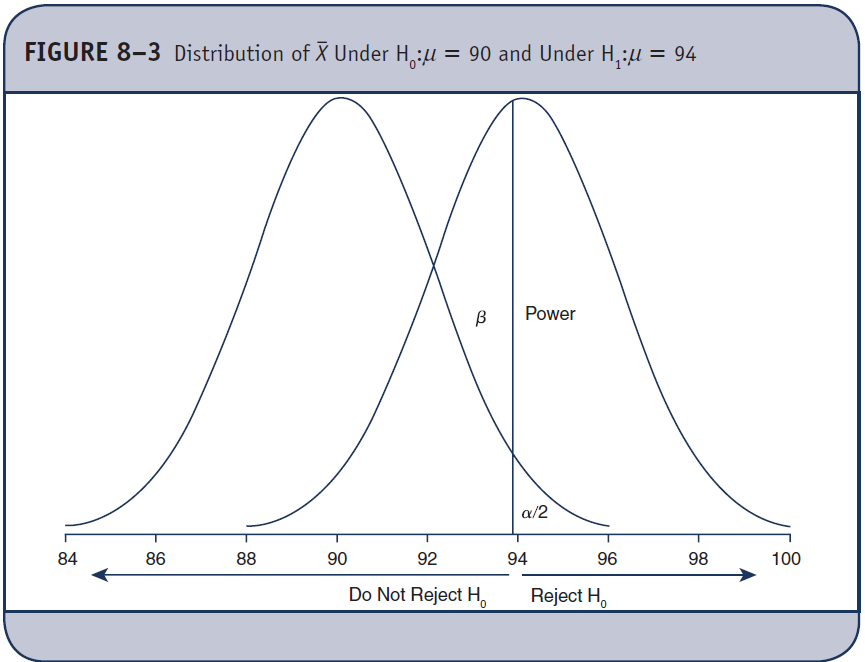 FIGURE 8–3 Distribution of X̄ Under H₀:μ = 90 and Under H₁:μ = 94
β
Power
α/2
84 86 88 90 92 94 96 98 100
Do Not Reject H₀ Reject H₀